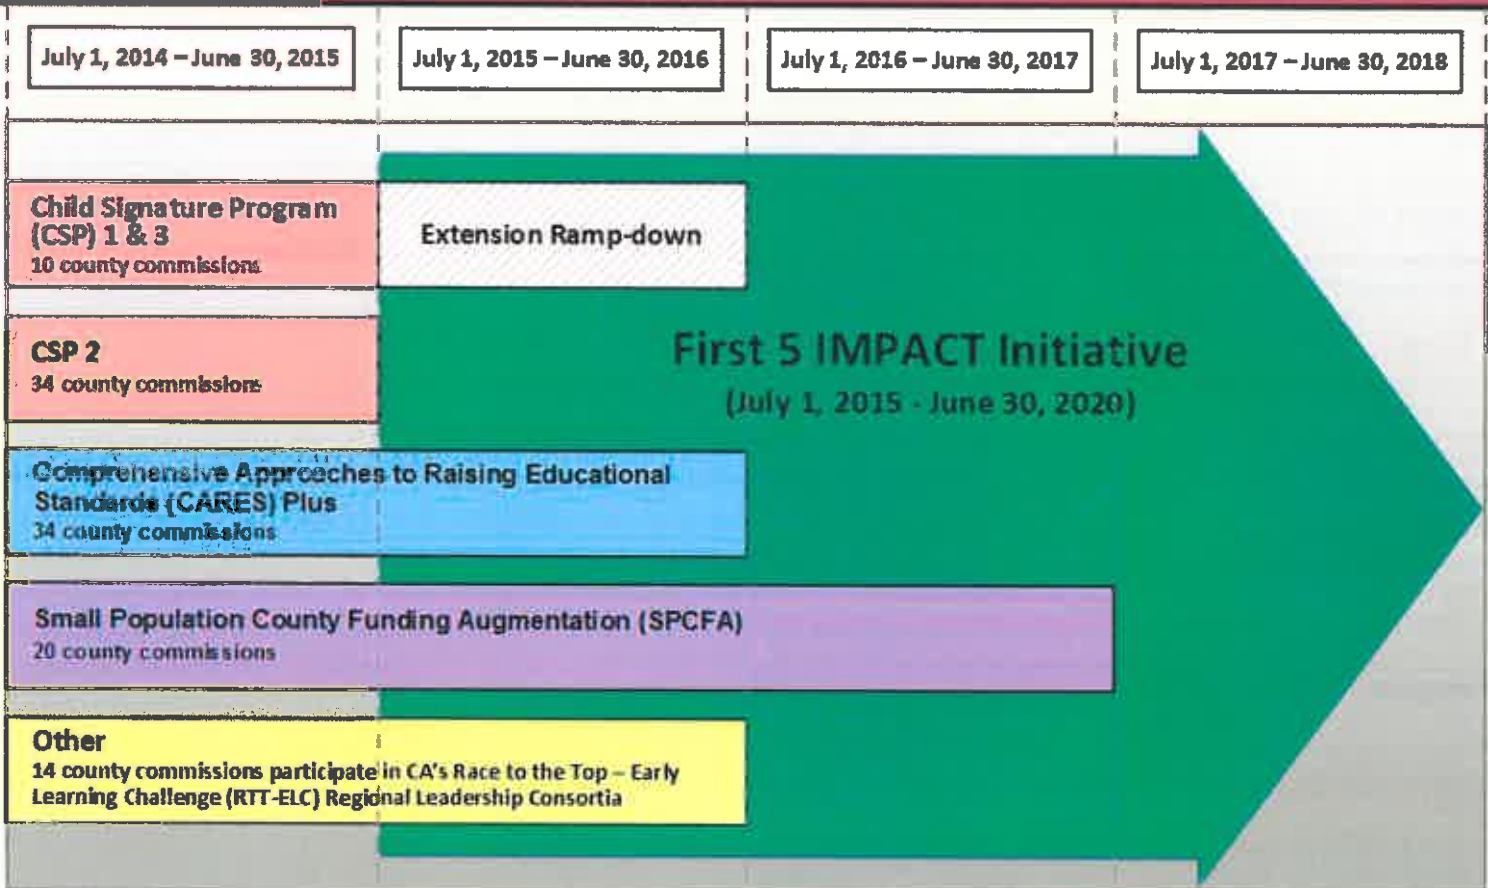 July 1, 2014 – June 30, 2015
July 1, 2015 – June 30, 2016
July 1, 2016 – June 30, 2017
July 1, 2017 – June 30, 2018
Child Signature Program
(CSP) 1 & 3
10 county commissions
Extension Ramp-down
CSP 2
34 county commissions
First 5 IMPACT Initiative
(July 1, 2015 - June 30, 2020)
Comprehensive Approaches to Raising Educational
Standards (CARES) Plus
34 county commissions
Small Population County Funding Augmentation (SPCFA)
20 county commissions
Other
14 county commissions participate in CA's Race to the Top – Early
Learning Challenge (RTT-ELC) Regional Leadership Consortia